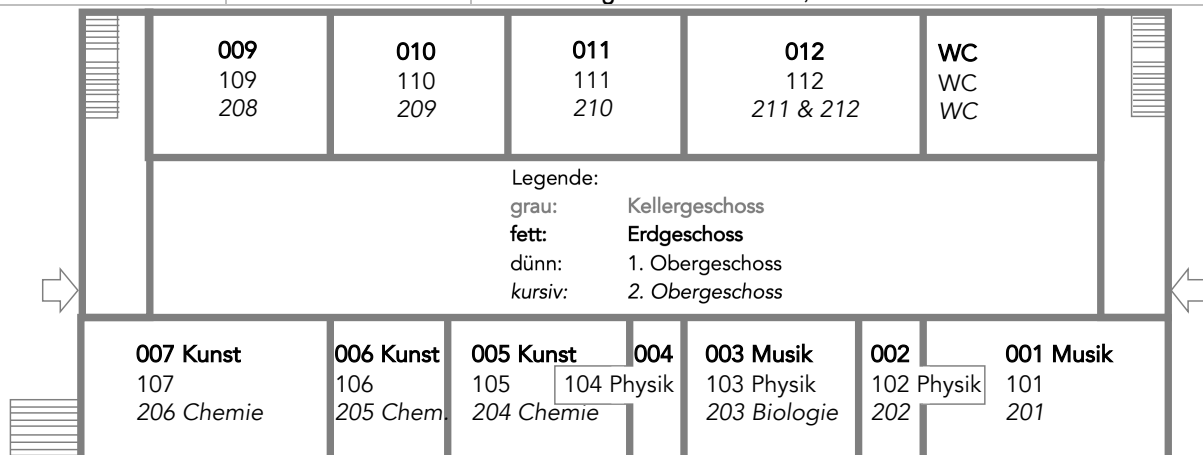 009
109
208
010
110
209
011
111
210
012
112
211 & 212
WC
WC
WC
Legende:
grau: Kellergeschoss
fett: Erdgeschoss
dünn: 1. Obergeschoss
kursiv: 2. Obergeschoss
007 Kunst
107
206 Chemie
006 Kunst
106
205 Chem.
005 Kunst
105
204 Chemie
004
104 Physik
003 Musik
103 Physik
203 Biologie
002
102 Physik
202
001 Musik
101
201